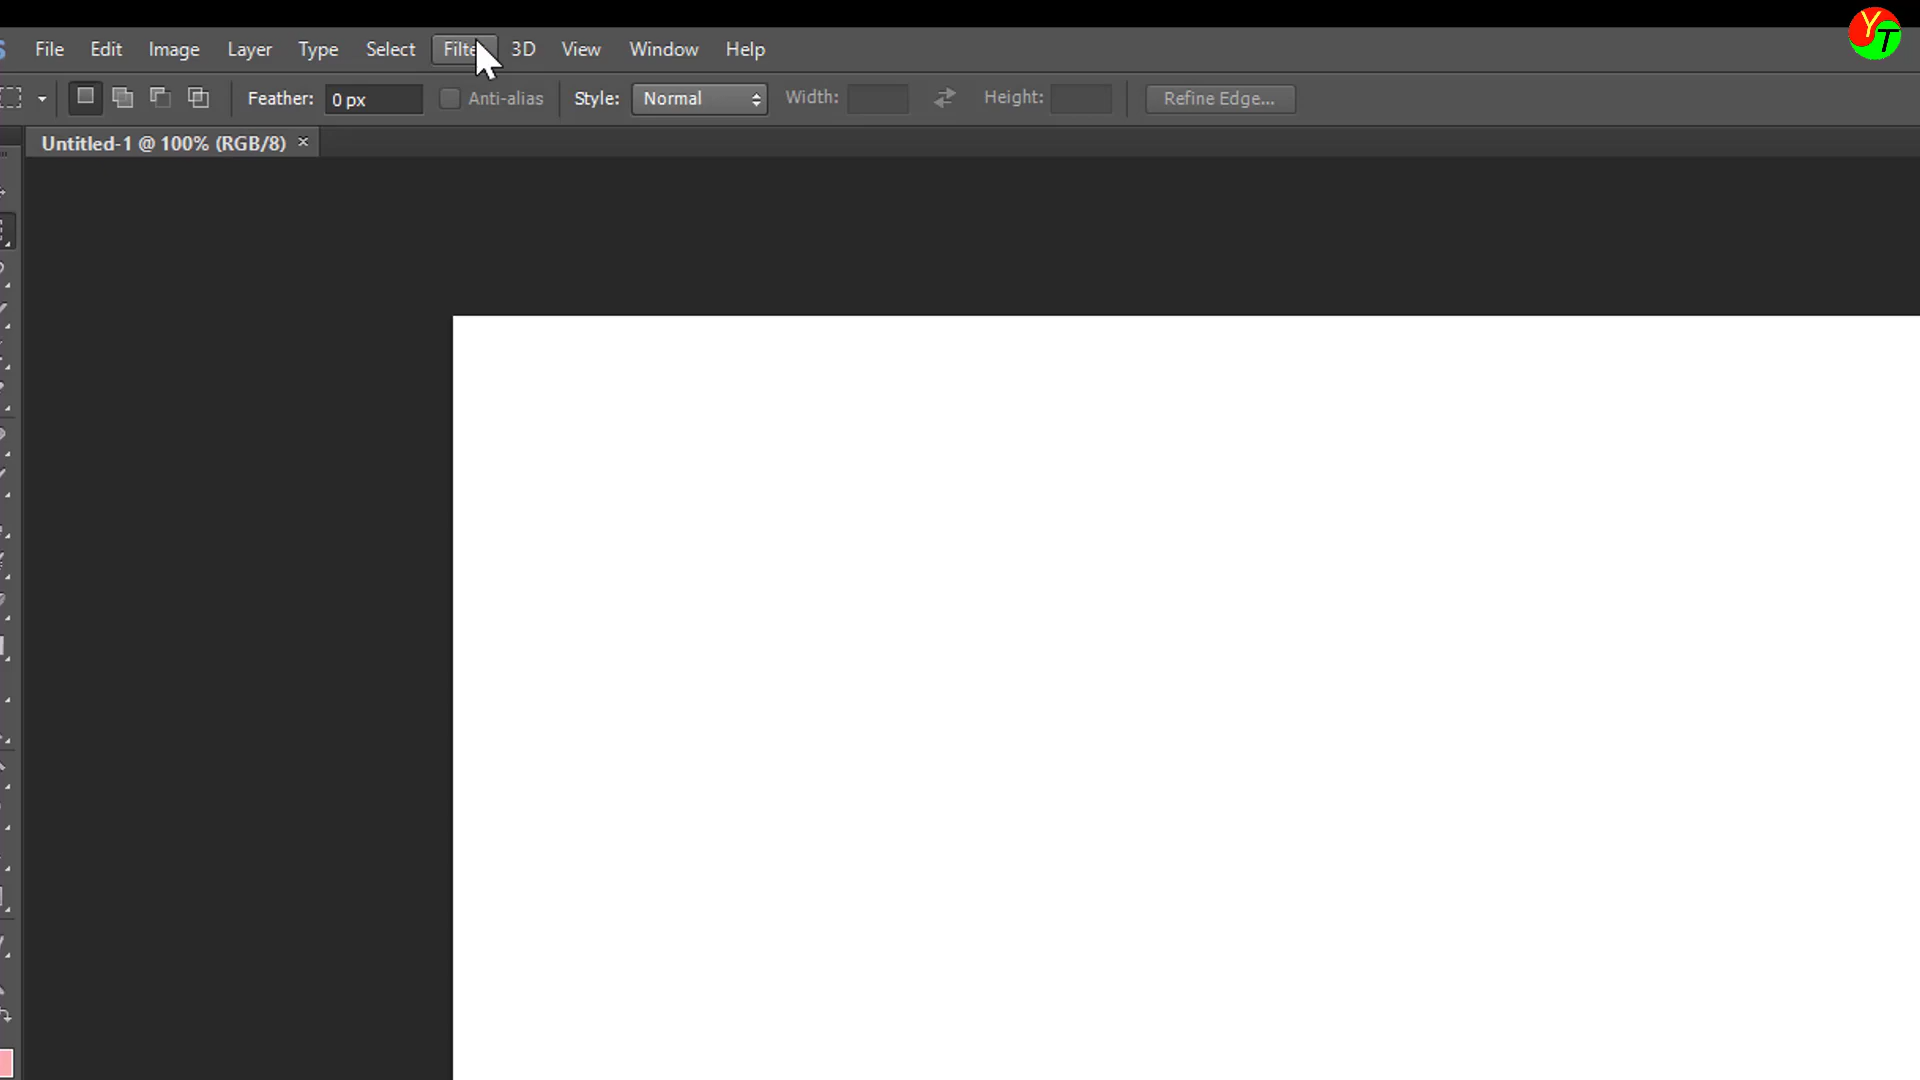 File Edit Image Layer Type Select Filte 3D View Window Help
Feather: 0 px Anti-alias Style: Normal Width: Height: Refine Edge...
Untitled-1 @ 100% (RGB/8) ×
YT